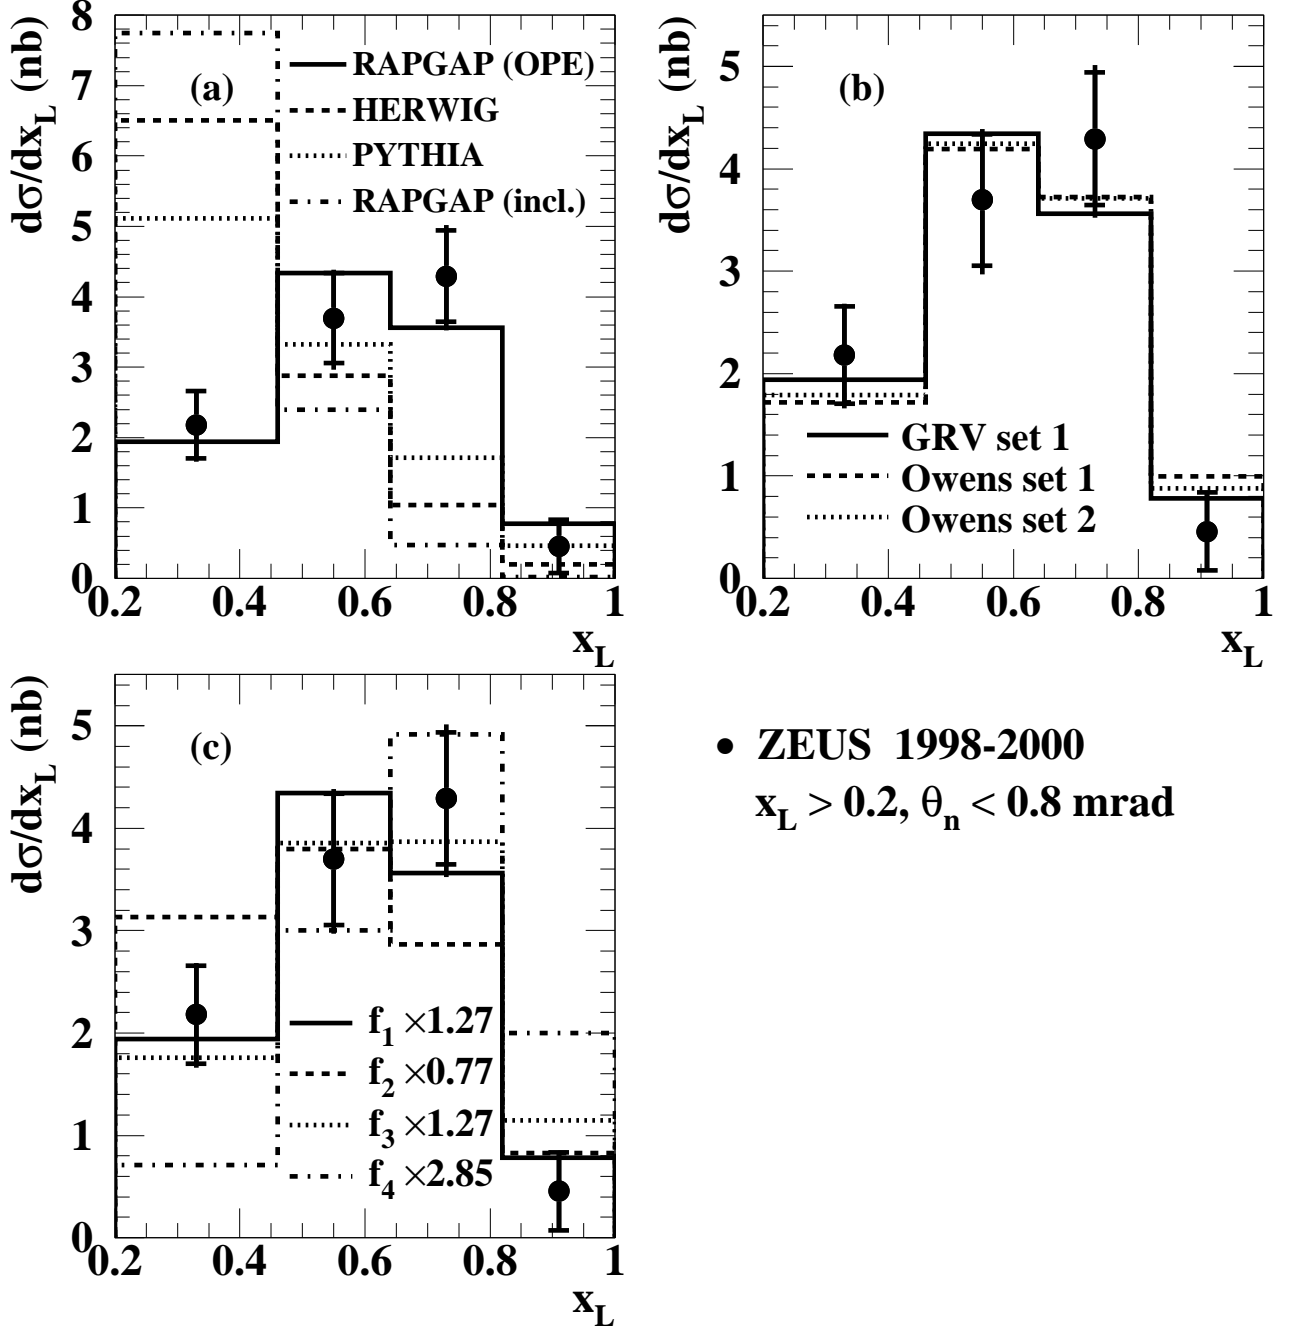 dσ/dx_L (nb)
(a)
RAPGAP (OPE)
HERWIG
PYTHIA
RAPGAP (incl.)
8
7
6
5
4
3
2
1
0
0.2 0.4 0.6 0.8 1
x_L
dσ/dx_L (nb)
(b)
5
4
3
2
1
0
GRV set 1
Owens set 1
Owens set 2
0.2 0.4 0.6 0.8 1
x_L
dσ/dx_L (nb)
(c)
5
4
3
2
1
0
f_1 ×1.27
f_2 ×0.77
f_3 ×1.27
f_4 ×2.85
0.2 0.4 0.6 0.8 1
x_L
ZEUS 1998-2000
x_L > 0.2, θ_n < 0.8 mrad